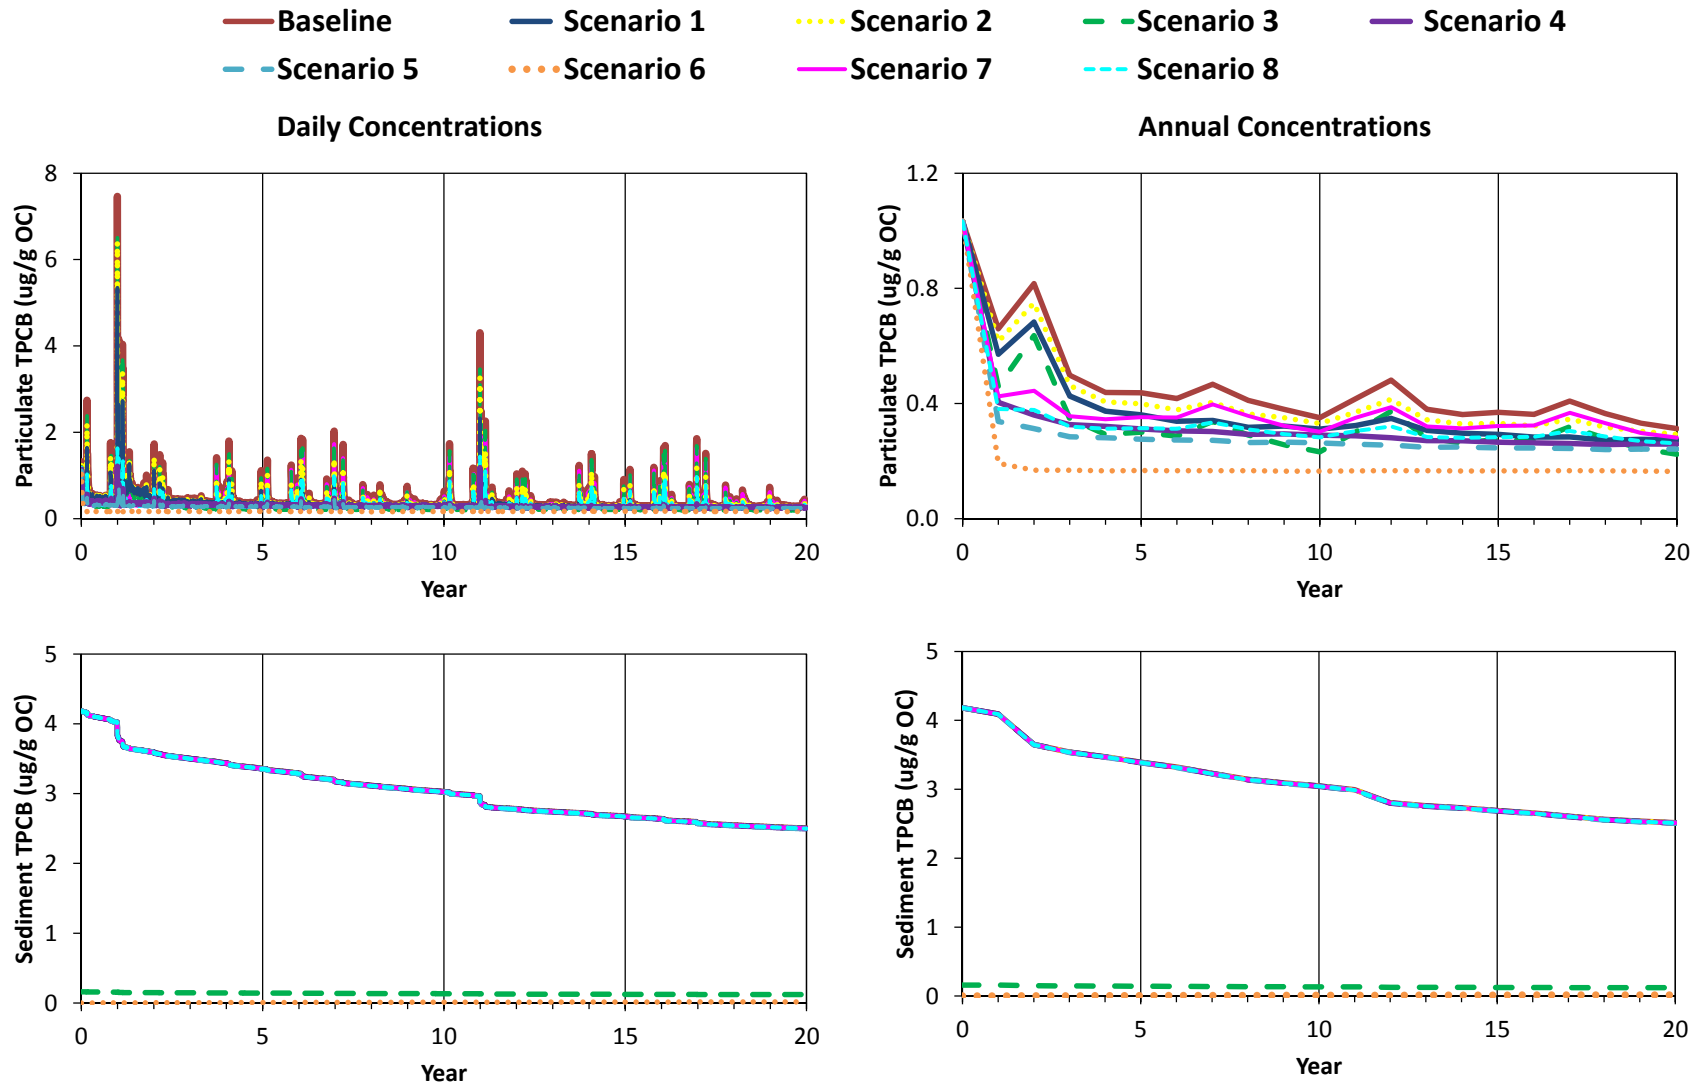 Baseline Scenario 1 Scenario 2 Scenario 3 Scenario 4
Scenario 5 Scenario 6 Scenario 7 Scenario 8
Daily Concentrations
Particulate TPCB (ug/g OC)
8
6
4
2
0
0 5 10 15 20
Year
Annual Concentrations
Particulate TPCB (ug/g OC)
1.2
0.8
0.4
0.0
0 5 10 15 20
Year
Sediment TPCB (ug/g OC)
5
4
3
2
1
0
0 5 10 15 20
Year
Sediment TPCB (ug/g OC)
5
4
3
2
1
0
0 5 10 15 20
Year